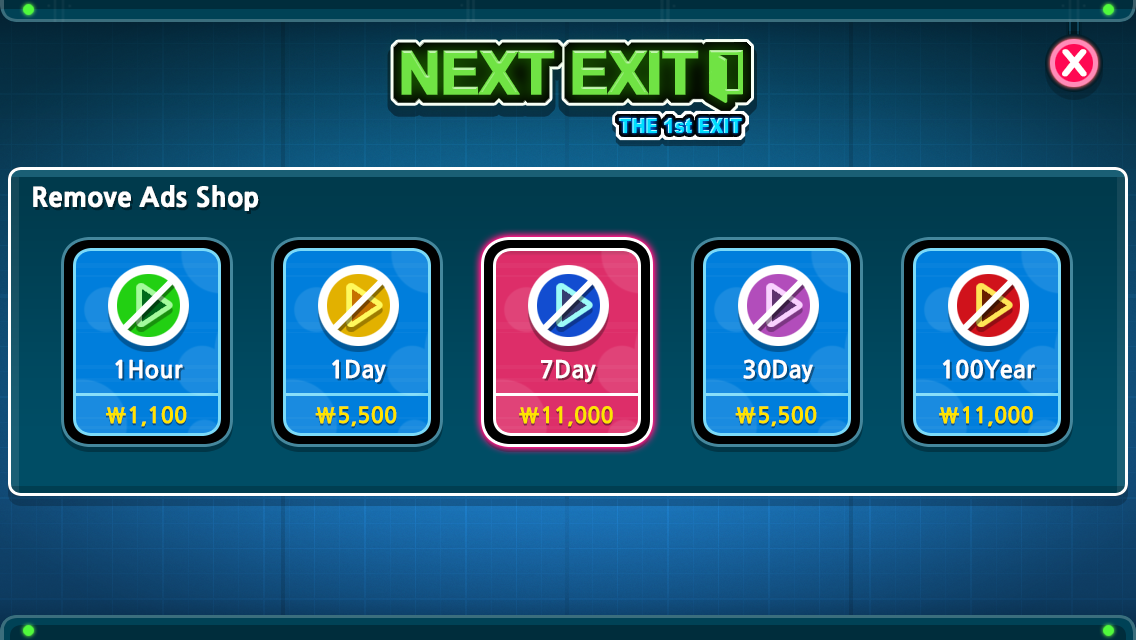 NEXT EXIT
THE 1st EXIT
Remove Ads Shop
1Hour
₩1,100
1Day
₩5,500
7Day
₩11,000
30Day
₩5,500
100Year
₩11,000